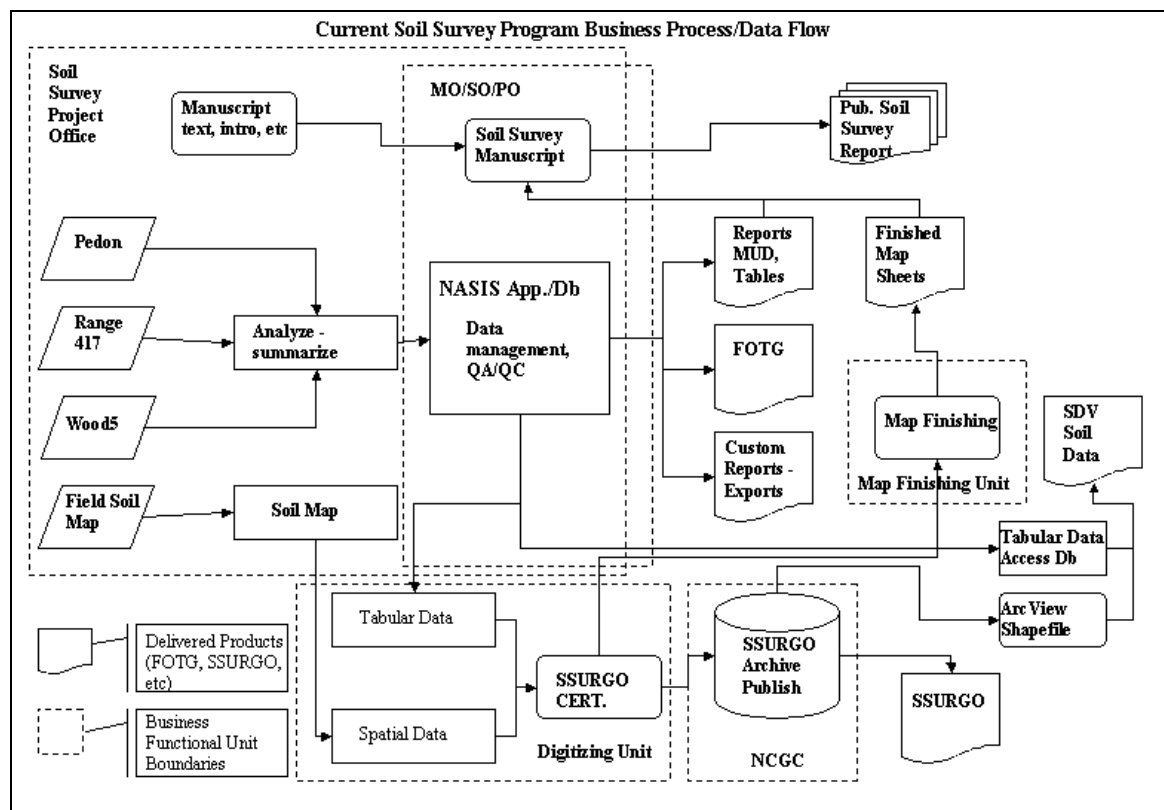 Current Soil Survey Program Business Process/Data Flow
Soil
Survey
Project
Office
MO/SO/PO
Manuscript
text, intro, etc
Soil Survey
Manuscript
Pub. Soil
Survey
Report
Pedon
Range
417
Wood5
Analyze -
summarize
NASIS App./Db
Data
management,
QA/QC
Reports
MUD,
Tables
Finished
Map
Sheets
FOTG
Custom
Reports -
Exports
Map Finishing
Map Finishing Unit
SDV
Soil
Data
Field Soil
Map
Soil Map
Tabular Data
Access Db
Arc View
Shapefile
Tabular Data
Spatial Data
SSURGO
CERT.
Digitizing Unit
SSURGO
Archive
Publish
NCGC
SSURGO
Delivered Products
(FOTG, SSURGO,
etc)
Business
Functional Unit
Boundaries